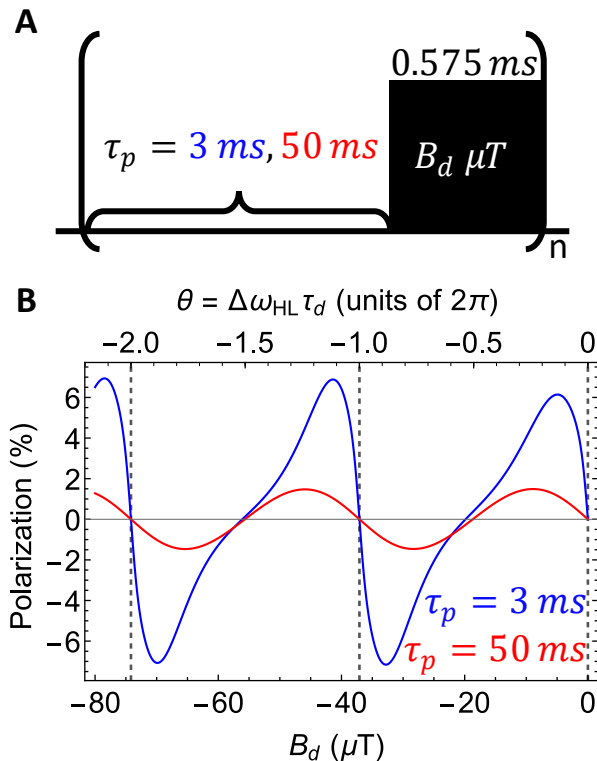 A
0.575 ms
τp = 3 ms, 50 ms
Bd μT
n
B
θ = ΔωHL τd (units of 2π)
−2.0 −1.5 −1.0 −0.5 0
6
4
2
0
−2
−4
−6
Polarization (%)
τp = 3 ms
τp = 50 ms
−80 −60 −40 −20 0
Bd (μT)